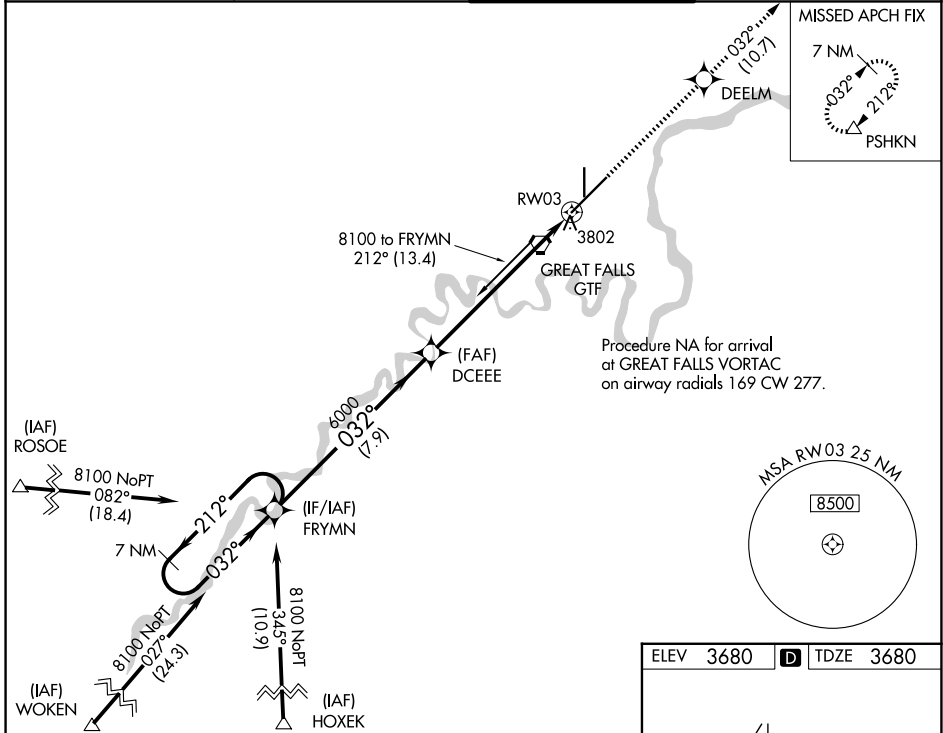 MISSED APCH FIX
7 NM
032°
212°
PSHKN
032°
(10.7)
DEELM
RW03
3802
8100 to FRYMN
212° (13.4)
GREAT FALLS
GTF
(FAF)
DCEEE
Procedure NA for arrival
at GREAT FALLS VORTAC
on airway radials 169 CW 277.
6000
032°
(7.9)
(IAF)
ROSOE
8100 NoPT
082°
(18.4)
212°
(IF/IAF)
FRYMN
7 NM
032°
MSA RW03 25 NM
8500
8100 NoPT
027°
(24.3)
8100 NoPT
345°
(10.9)
(IAF)
WOKEN
(IAF)
HOXEK
ELEV 3680 D TDZE 3680